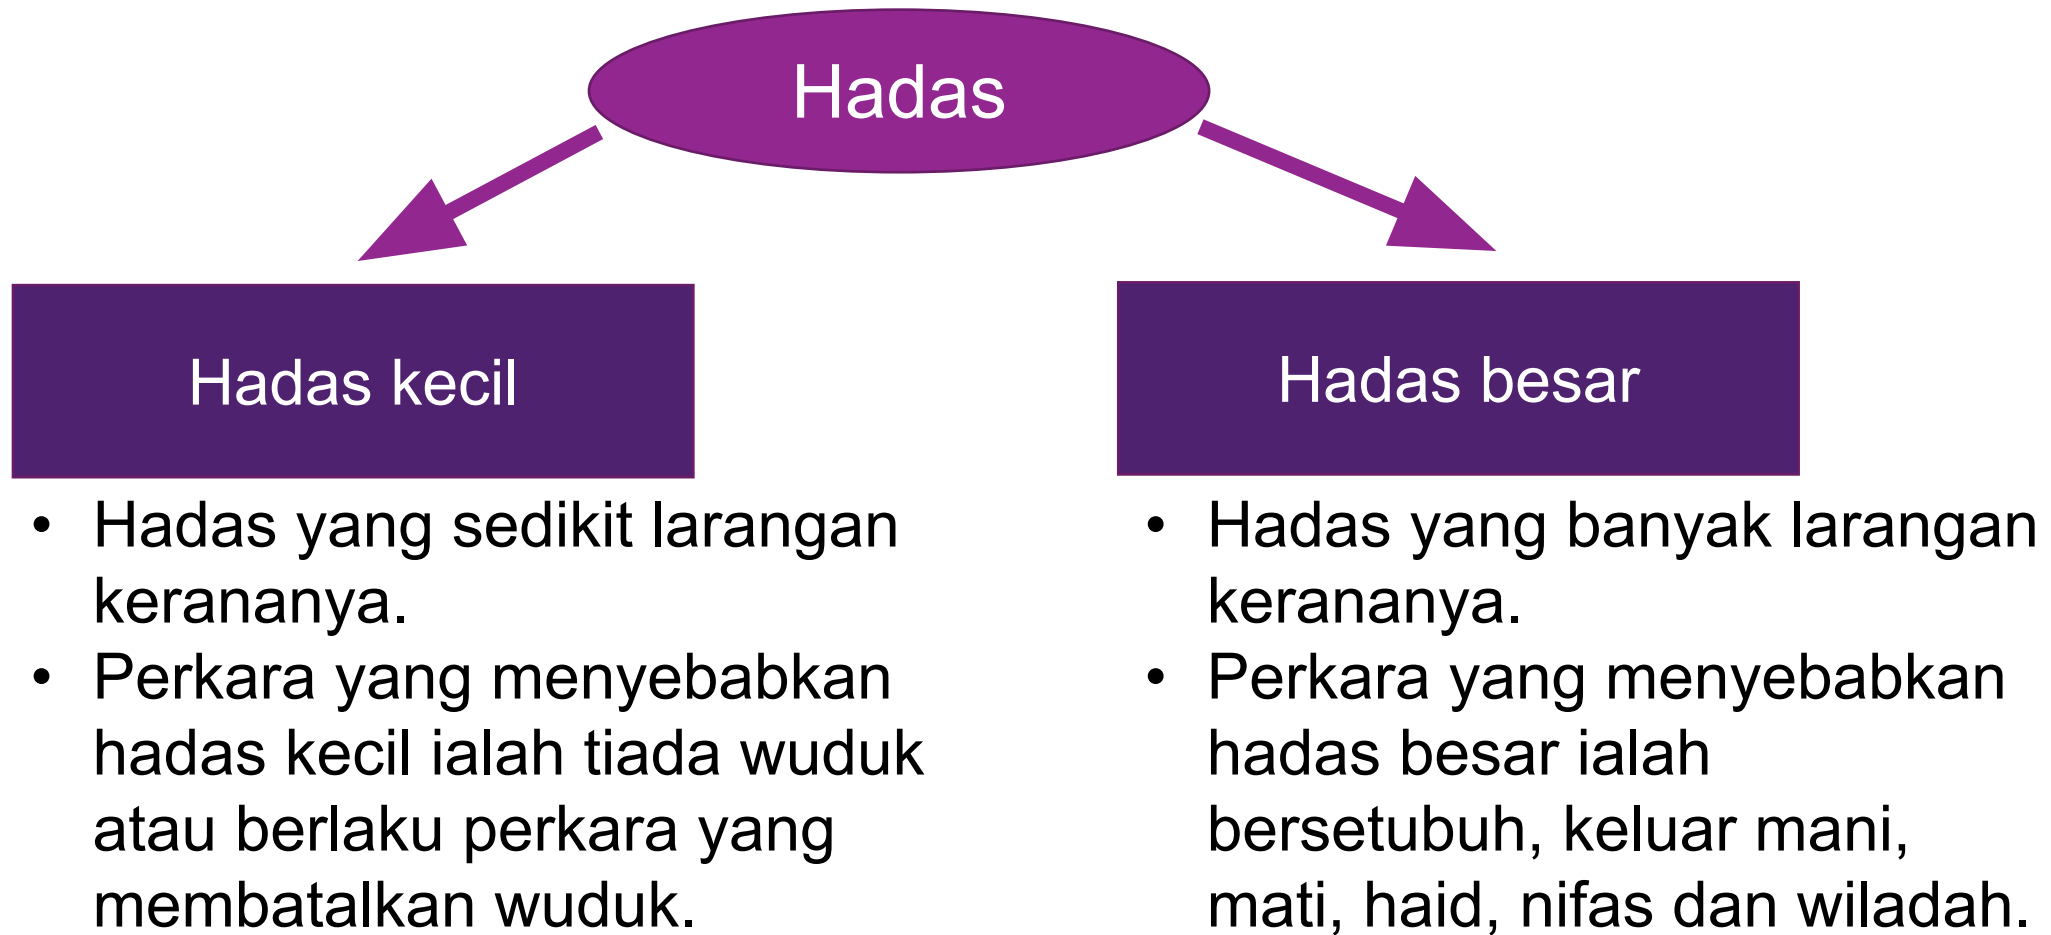 Hadas
Hadas kecil
• Hadas yang sedikit larangan
kerananya.
• Perkara yang menyebabkan
hadas kecil ialah tiada wuduk
atau berlaku perkara yang
membatalkan wuduk.
Hadas besar
• Hadas yang banyak larangan
kerananya.
• Perkara yang menyebabkan
hadas besar ialah
bersetubuh, keluar mani,
mati, haid, nifas dan wiladah.